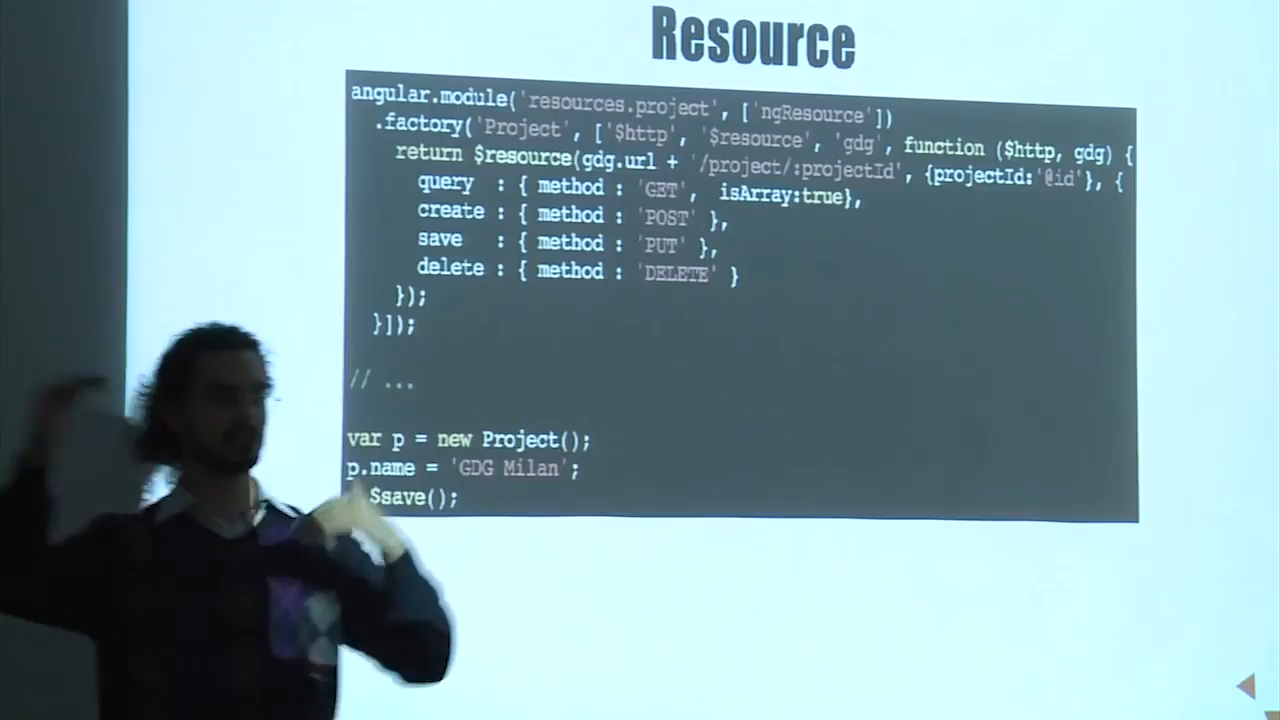 Resource
angular.module('resources.project', ['ngResource'])
.factory('Project', ['$http', '$resource', 'gdg', function ($http, gdg) {
return $resource(gdg.url + '/project/:projectId', {projectId:'@id'}, {
query : { method : 'GET', isArray:true},
create : { method : 'POST' },
save : { method : 'PUT' },
delete : { method : 'DELETE' }
});
}]);
// ...
var p = new Project();
p.name = 'GDG Milan';
$save();